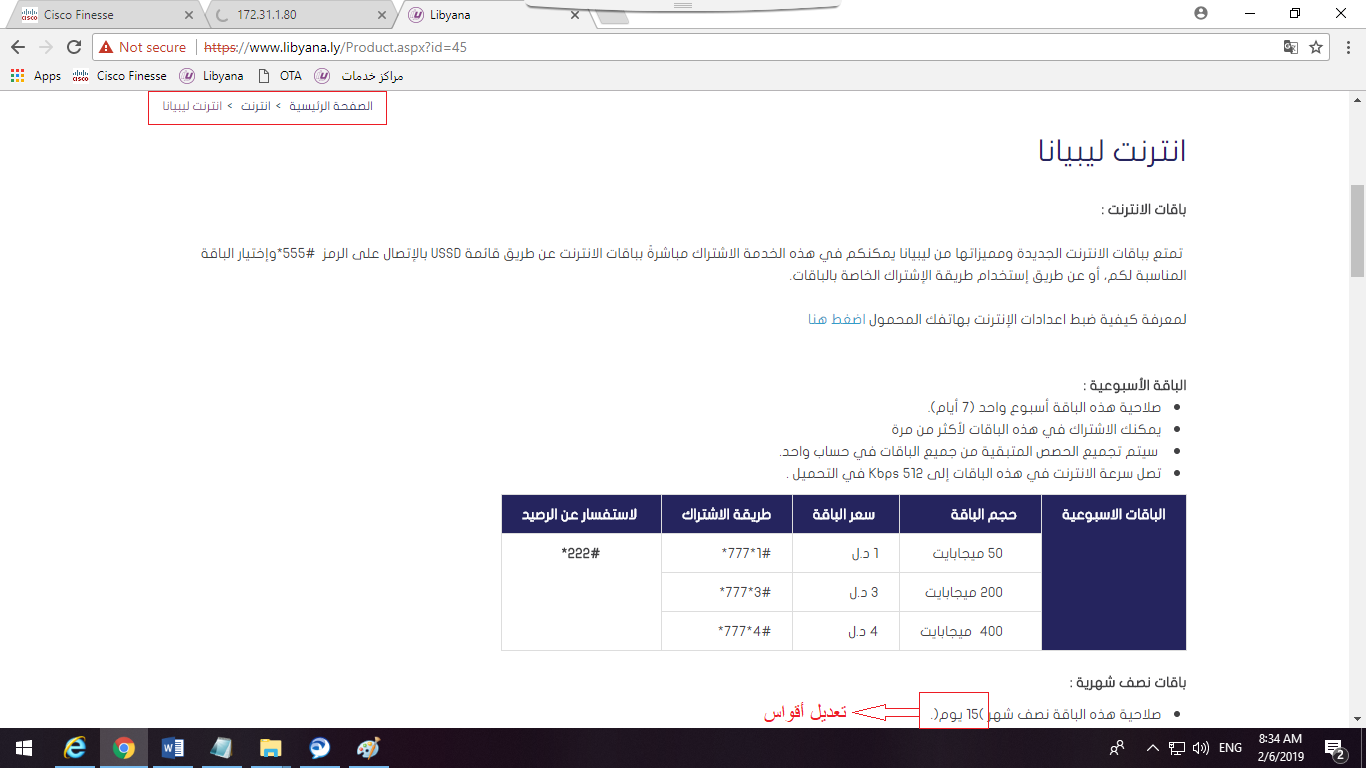 Cisco Finesse
172.31.1.80
Libyana
Not secure
https://www.libyana.ly/Product.aspx?id=45
Apps
Cisco Finesse
Libyana
OTA
مراكز خدمات
الصفحة الرئيسية > انترنت > انترنت ليبيانا
انترنت ليبيانا
باقات الانترنت :
تمتع بباقات الانترنت الجديدة ومميزاتها من ليبيانا يمكنكم في هذه الخدمة الاشتراك مباشرةً بباقات الانترنت عن طريق قائمة USSD بالإتصال على الرمز #555*وإختيار الباقة
المناسبة لكم، أو عن طريق إستخدام طريقة الإشتراك الخاصة بالباقات.
لمعرفة كيفية ضبط اعدادات الإنترنت بهاتفك المحمول اضغط هنا
الباقة الأسبوعية :
صلاحية هذه الباقة أسبوع واحد (7 أيام).
يمكنك الاشتراك في هذه الباقات لأكثر من مرة
سيتم تجميع الحصص المتبقية من جميع الباقات في حساب واحد.
تصل سرعة الانترنت في هذه الباقات إلى 512 Kbps في التحميل .
الباقات الاسبوعية حجم الباقة سعر الباقة طريقة الاشتراك لاستفسار عن الرصيد
50 ميجابايت 1 د.ل *777*1# *222#
200 ميجابايت 3 د.ل *777*3#
400 ميجابايت 4 د.ل *777*4#
باقات نصف شهرية :
صلاحية هذه الباقة نصف شهر )15 يوم(.
تعديل أقواس
ENG
8:34 AM
2/6/2019
2